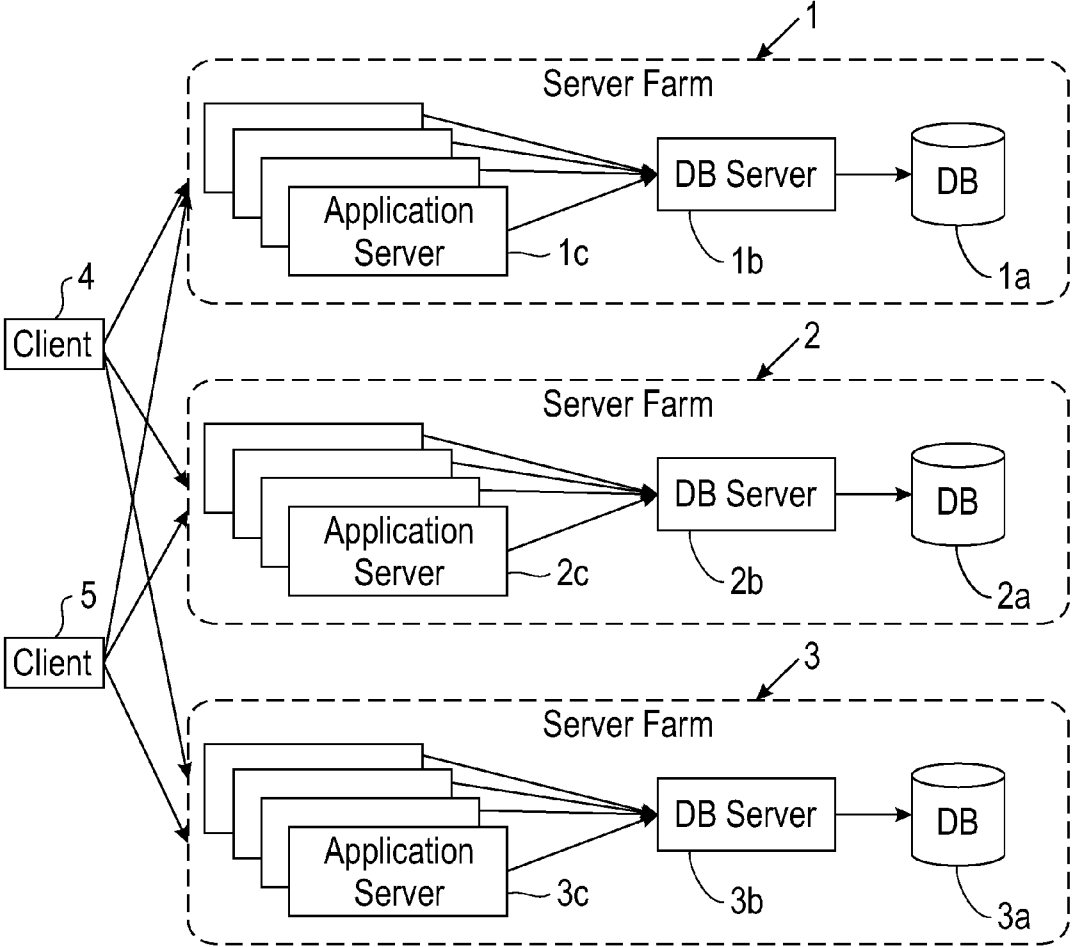 1
Server Farm
Application
Server
1c
DB Server
1b
DB
1a
4
Client
2
Server Farm
Application
Server
2c
DB Server
2b
DB
2a
5
Client
3
Server Farm
Application
Server
3c
DB Server
3b
DB
3a